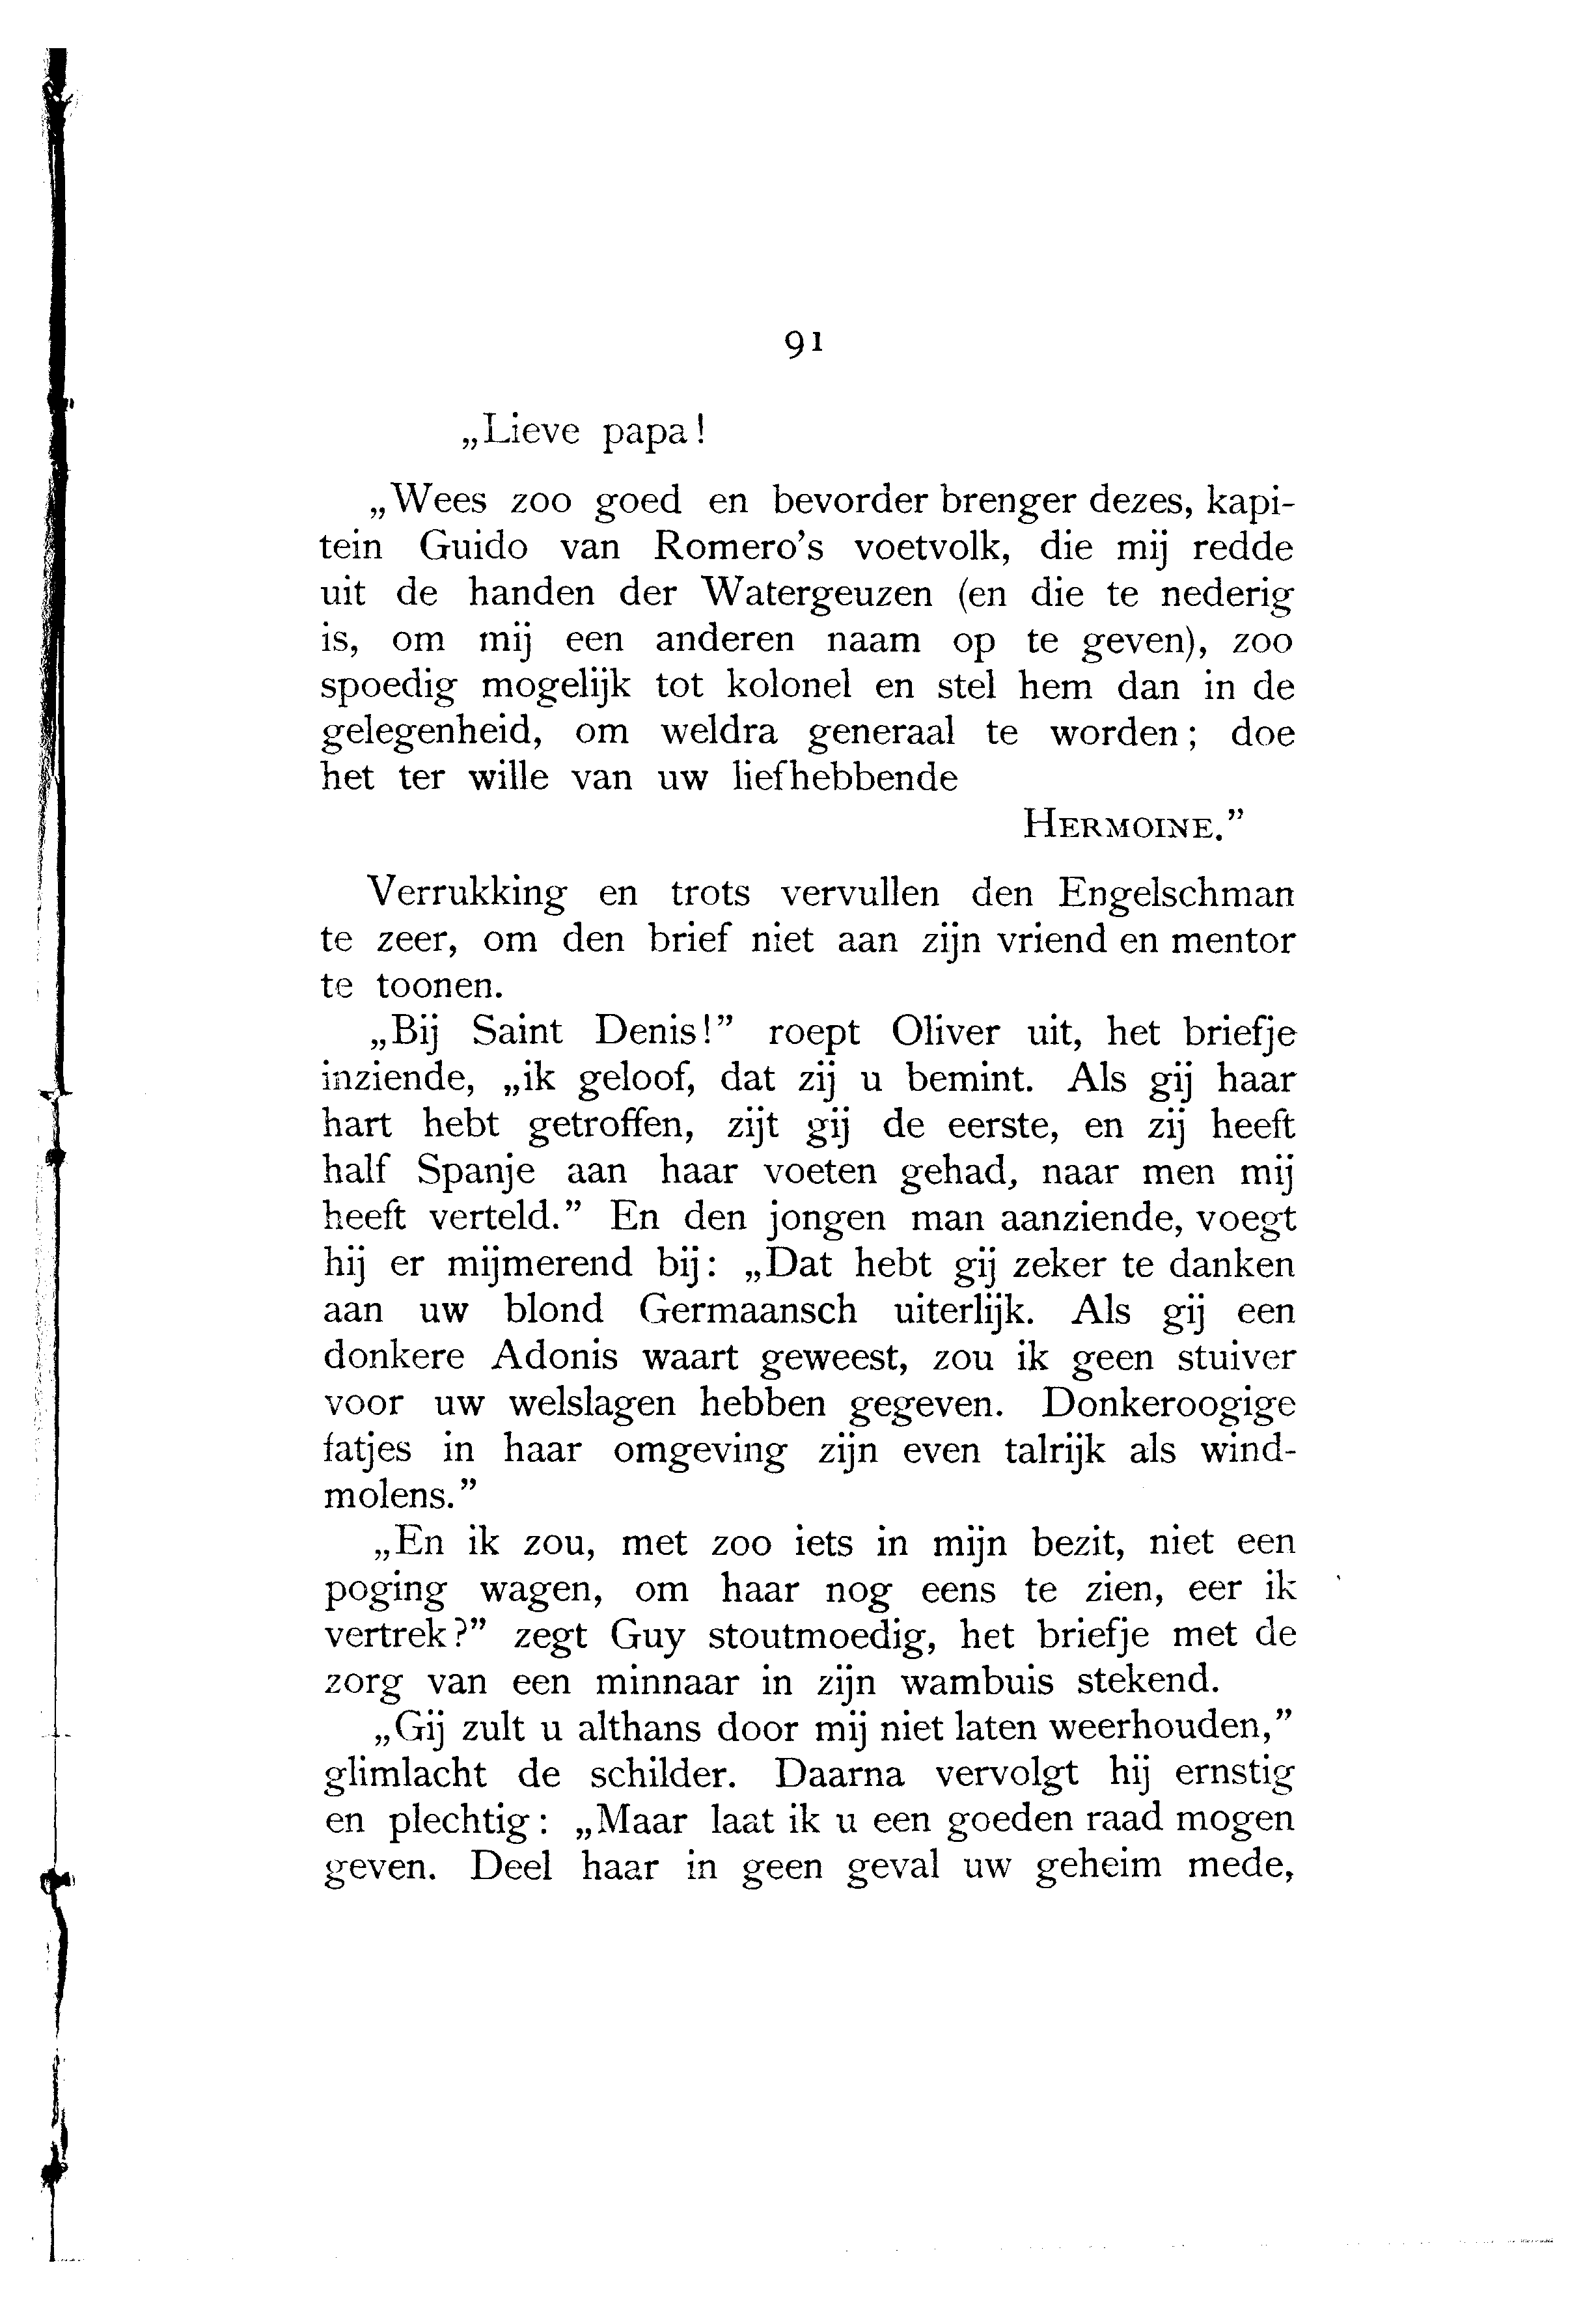 91
„Lieve papa!
„Wees zoo goed en bevorder brenger dezes, kapi-
tein Guido van Romero’s voetvolk, die mij redde
uit de handen der Watergeuzen (en die te nederig
is, om mij een anderen naam op te geven), zoo
spoedig mogelijk tot kolonel en stel hem dan in de
gelegenheid, om weldra generaal te worden; doe
het ter wille van uw liefhebbende
HERMOINE.”
Verrukking en trots vervullen den Engelschman
te zeer, om den brief niet aan zijn vriend en mentor
te toonen.
„Bij Saint Denis!” roept Oliver uit, het briefje
inziende, „ik geloof, dat zij u bemint. Als gij haar
hart hebt getroffen, zijt gij de eerste, en zij heeft
half Spanje aan haar voeten gehad, naar men mij
heeft verteld.” En den jongen man aanziende, voegt
hij er mijmerend bij: „Dat hebt gij zeker te danken
aan uw blond Germaansch uiterlijk. Als gij een
donkere Adonis waart geweest, zou ik geen stuiver
voor uw welslagen hebben gegeven. Donkeroogige
fatjes in haar omgeving zijn even talrijk als wind-
molens.”
„En ik zou, met zoo iets in mijn bezit, niet een
poging wagen, om haar nog eens te zien, eer ik
vertrek?” zegt Guy stoutmoedig, het briefje met de
zorg van een minnaar in zijn wambuis stekend.
„Gij zult u althans door mij niet laten weerhouden,”
glimlacht de schilder. Daarna vervolgt hij ernstig
en plechtig: „Maar laat ik u een goeden raad mogen
geven. Deel haar in geen geval uw geheim mede,